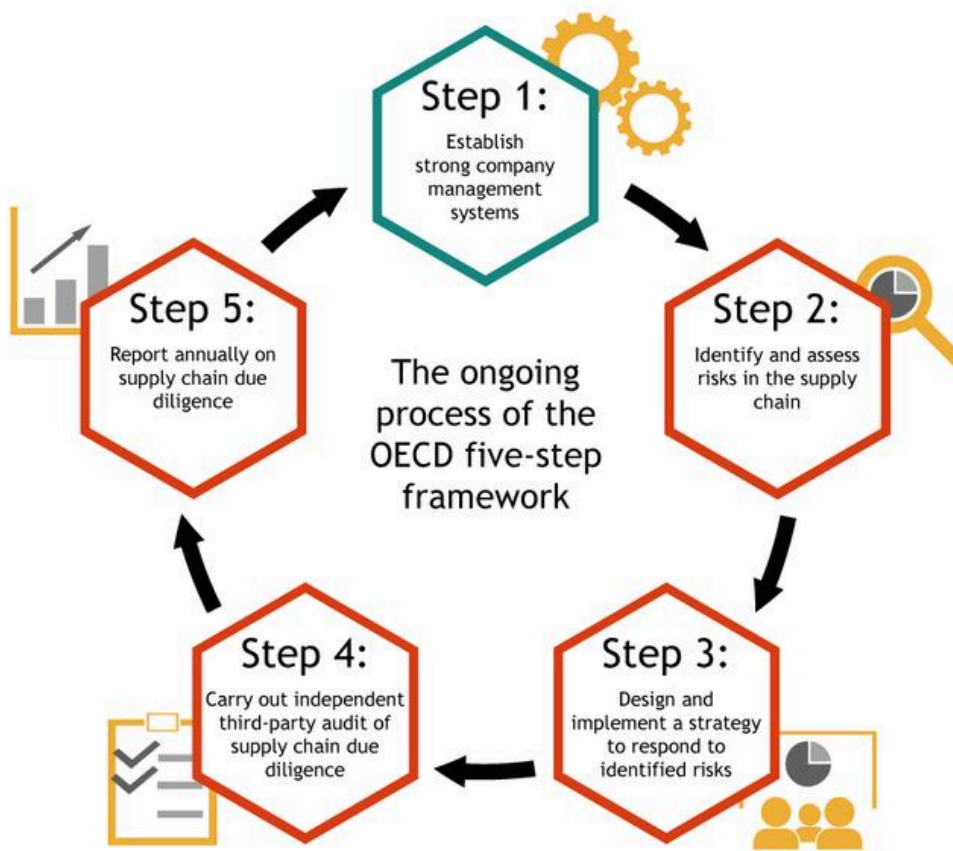 Step 1:
Establish
strong company
management
systems
Step 2:
Identify and assess
risks in the supply
chain
Step 3:
Design and
implement a strategy
to respond to
identified risks
Step 4:
Carry out independent
third-party audit of
supply chain due
diligence
Step 5:
Report annually on
supply chain due
diligence
The ongoing
process of the
OECD five-step
framework